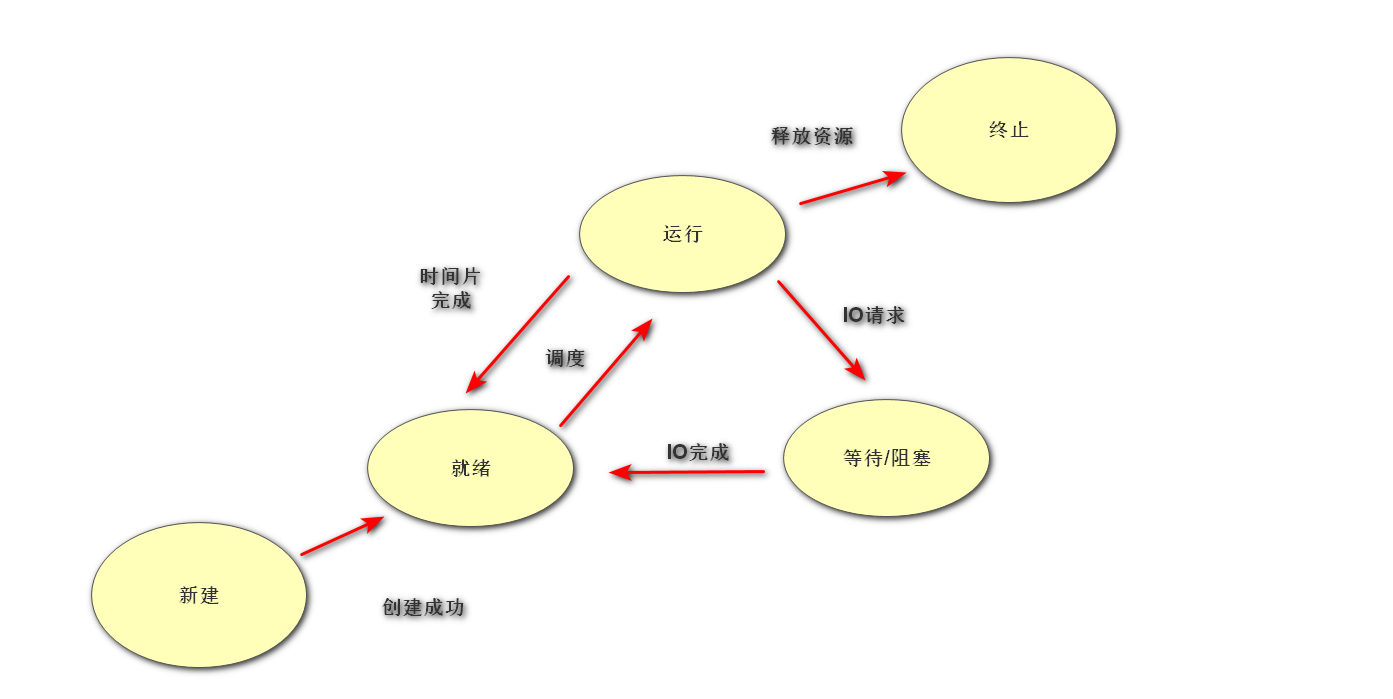 终止
释放资源
运行
时间片
完成
IO请求
调度
IO完成
等待/阻塞
就绪
新建
创建成功